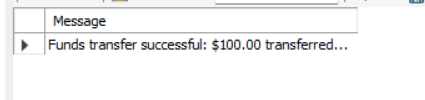 Message
Funds transfer successful: $100.00 transferred...